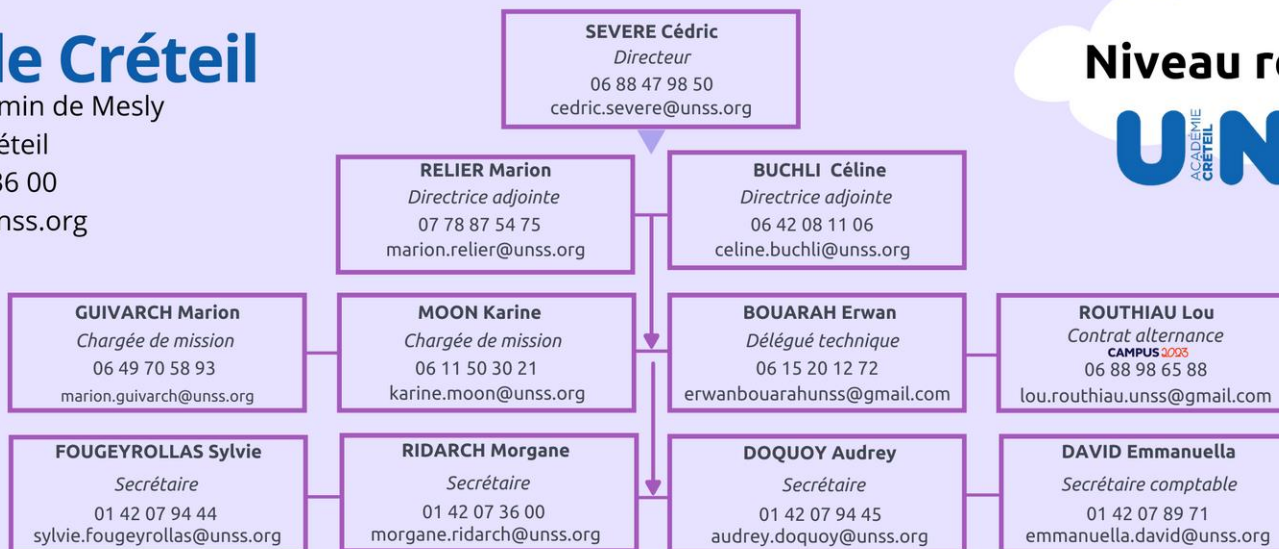 de Créteil
min de Mesly
éteil
36 00
nss.org
Niveau re
UN
ACADÉMIE
CRÉTEIL
SEVERE Cédric
Directeur
06 88 47 98 50
cedric.severe@unss.org
RELIER Marion
Directrice adjointe
07 78 87 54 75
marion.relier@unss.org
BUCHLI Céline
Directrice adjointe
06 42 08 11 06
celine.buchli@unss.org
GUIVARCH Marion
Chargée de mission
06 49 70 58 93
marion.guivarch@unss.org
MOON Karine
Chargée de mission
06 11 50 30 21
karine.moon@unss.org
BOUARAH Erwan
Délégué technique
06 15 20 12 72
erwanbouarahunss@gmail.com
ROUTHIAU Lou
Contrat alternance
CAMPUS 2023
06 88 98 65 88
lou.routhiau.unss@gmail.com
FOUGEYROLLAS Sylvie
Secrétaire
01 42 07 94 44
sylvie.fougeyrollas@unss.org
RIDARCH Morgane
Secrétaire
01 42 07 36 00
morgane.ridarch@unss.org
DOQUOY Audrey
Secrétaire
01 42 07 94 45
audrey.doquoy@unss.org
DAVID Emmanuella
Secrétaire comptable
01 42 07 89 71
emmanuella.david@unss.org